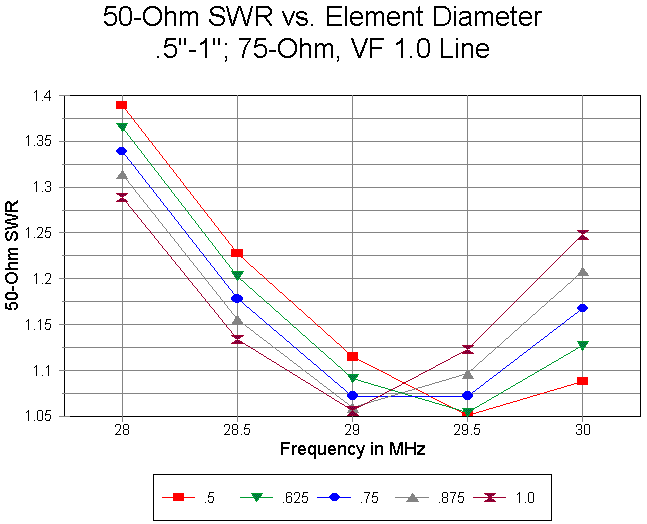 50-Ohm SWR vs. Element Diameter
.5"-1"; 75-Ohm, VF 1.0 Line
1.4
1.35
1.3
1.25
1.2
1.15
1.1
1.05
50-Ohm SWR
28 28.5 29 29.5 30
Frequency in MHz
.5 .625 .75 .875 1.0